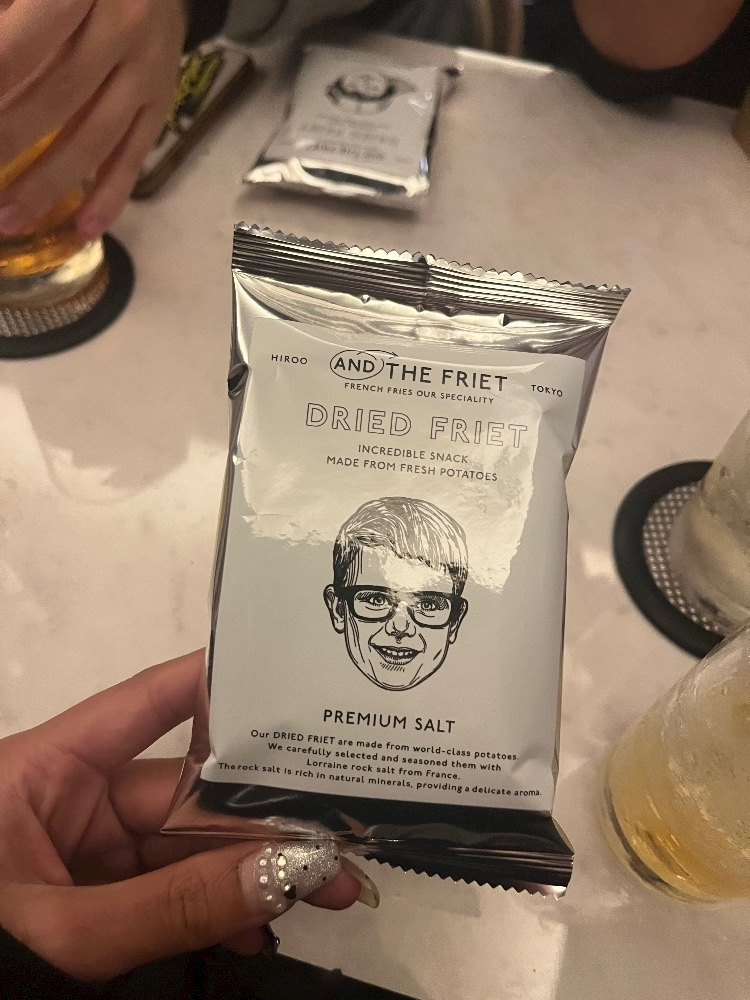 HIROO AND THE FRIET TOKYO
FRENCH FRIES OUR SPECIALITY
DRIED FRIET
INCREDIBLE SNACK
MADE FROM FRESH POTATOES
PREMIUM SALT
Our DRIED FRIET are made from world-class potatoes.
We carefully selected and seasoned them with
Lorraine rock salt from France.
The rock salt is rich in natural minerals, providing a delicate aroma.